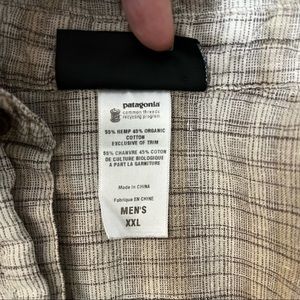 patagonia
common threads
recycling program
55% HEMP 45% ORGANIC
COTTON
EXCLUSIVE OF TRIM
55% CHANVRE 45% COTON
DE CULTURE BIOLOGIQUE
A PART LA GARNITURE
Made in CHINA
Fabriqué EN CHINE
MEN'S
XXL